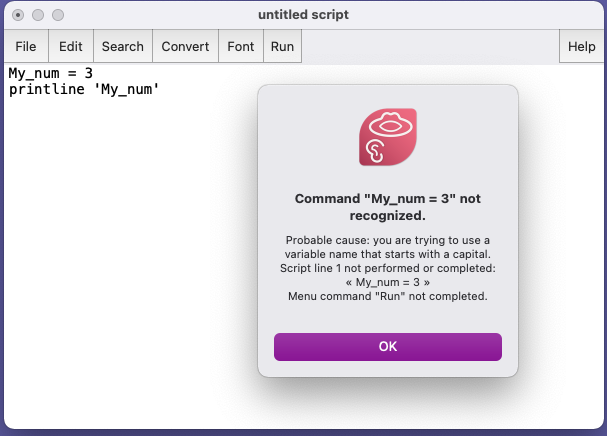 untitled script
File Edit Search Convert Font Run Help
My_num = 3
printline 'My_num'
Command "My_num = 3" not
recognized.
Probable cause: you are trying to use a
variable name that starts with a capital.
Script line 1 not performed or completed:
« My_num = 3 »
Menu command "Run" not completed.
OK